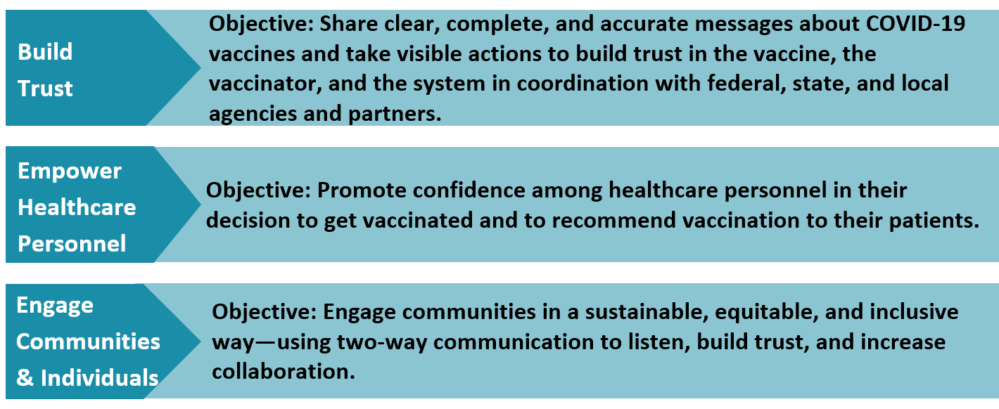 Build
Trust
Objective: Share clear, complete, and accurate messages about COVID-19
vaccines and take visible actions to build trust in the vaccine, the
vaccinator, and the system in coordination with federal, state, and local
agencies and partners.
Empower
Healthcare
Personnel
Objective: Promote confidence among healthcare personnel in their
decision to get vaccinated and to recommend vaccination to their patients.
Engage
Communities
& Individuals
Objective: Engage communities in a sustainable, equitable, and inclusive
way—using two-way communication to listen, build trust, and increase
collaboration.